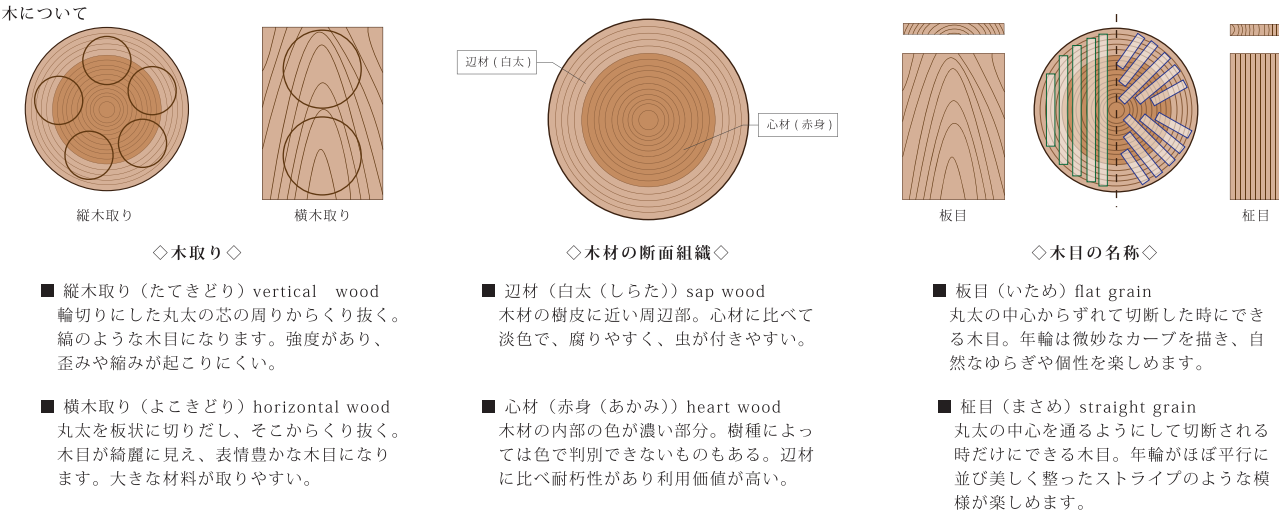 木について
縦木取り
横木取り
◇木取り◇
■ 縦木取り（たてきどり）vertical　wood
輪切りにした丸太の芯の周りからくり抜く。
縞のような木目になります。強度があり、
歪みや縮みが起こりにくい。
■ 横木取り（よこきどり）horizontal wood
丸太を板状に切りだし、そこからくり抜く。
木目が綺麗に見え、表情豊かな木目になり
ます。大きな材料が取りやすい。
辺材 ( 白太 )
心材 ( 赤身 )
◇木材の断面組織◇
■ 辺材（白太（しらた））sap wood
木材の樹皮に近い周辺部。心材に比べて
淡色で、腐りやすく、虫が付きやすい。
■ 心材（赤身（あかみ））heart wood
木材の内部の色が濃い部分。樹種によっ
ては色で判別できないものもある。辺材
に比べ耐朽性があり利用価値が高い。
板目
柾目
◇木目の名称◇
■ 板目（いため）flat grain
丸太の中心からずれて切断した時にでき
る木目。年輪は微妙なカーブを描き、自
然なゆらぎや個性を楽しめます。
■ 柾目（まさめ）straight grain
丸太の中心を通るようにして切断される
時だけにできる木目。年輪がほぼ平行に
並び美しく整ったストライプのような模
様が楽しめます。